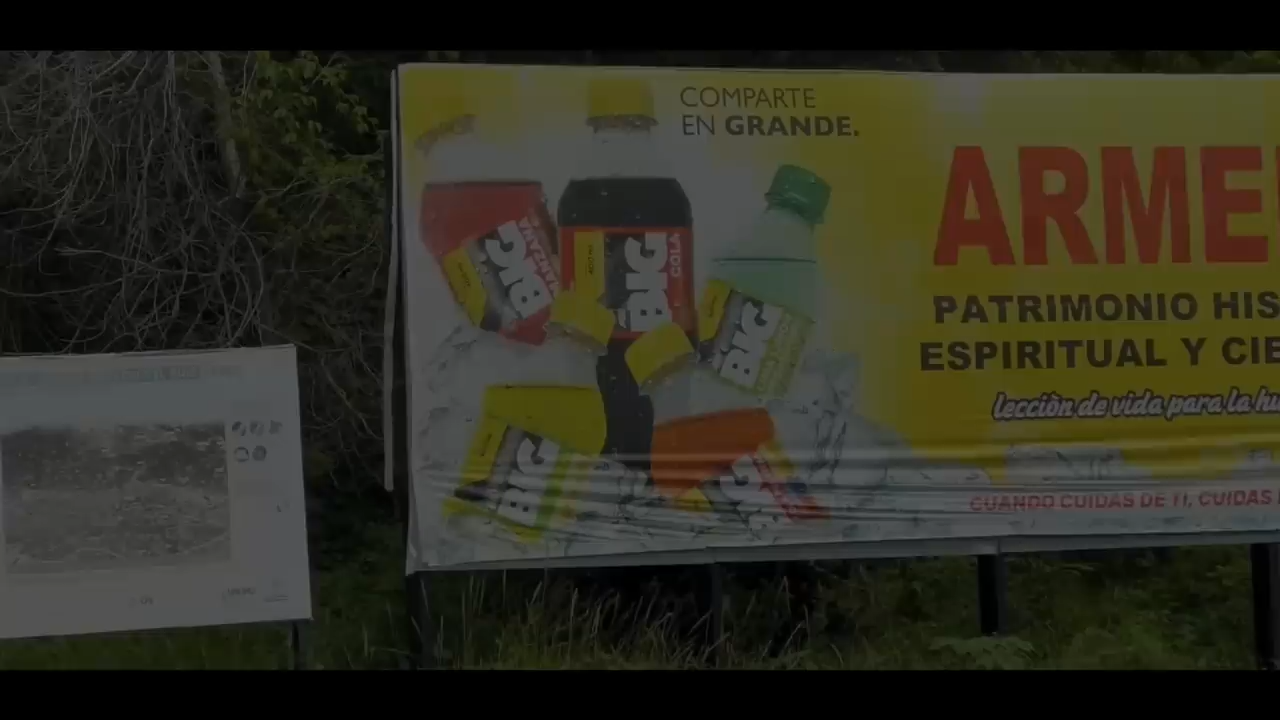 COMPARTE
EN GRANDE.
ARME
PATRIMONIO HIS
ESPIRITUAL Y CIE
lección de vida para la hu
CUANDO CUIDAS DE TI, CUIDAS
BIG
MANZANA
BIG
COLA
BIG
BIG
BIG